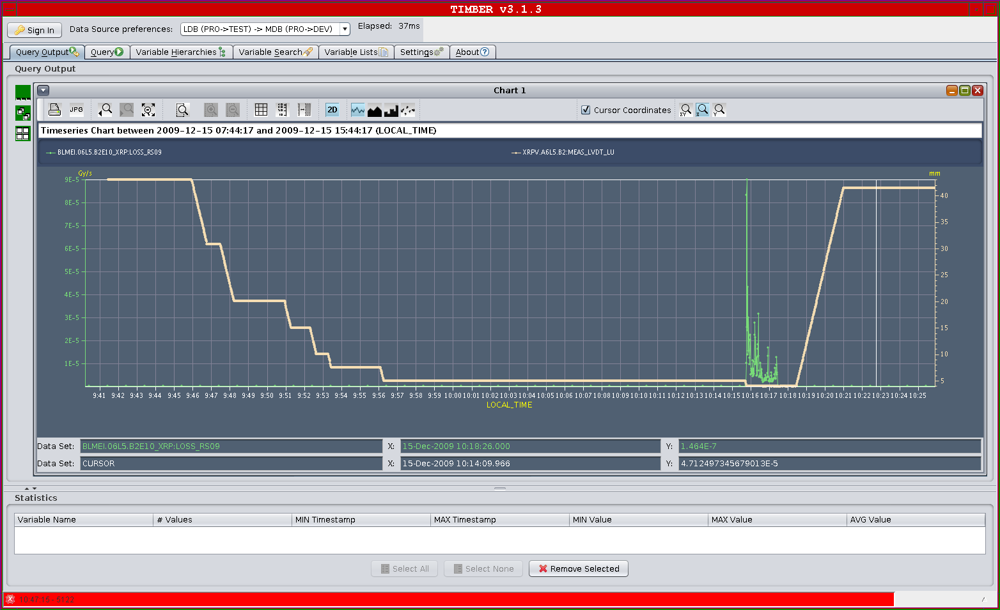 TIMBER v3.1.3
Sign In Data Source preferences: LDB (PRO->TEST) -> MDB (PRO->DEV) Elapsed: 37ms
Query Output Query Variable Hierarchies Variable Search Variable Lists Settings About
Query Output
Chart 1
JPG 2D Cursor Coordinates XY X Y
Timeseries Chart between 2009-12-15 07:44:17 and 2009-12-15 15:44:17 (LOCAL_TIME)
BLMEI.06L5.B2E10_XRP:LOSS_RS09 XRPV.A6L5.B2:MEAS_LVDT_LU
Gy/s mm
9E-5
8E-5 40
7E-5 35
6E-5 30
5E-5 25
4E-5 20
3E-5 15
2E-5 10
1E-5 5
9:41 9:42 9:43 9:44 9:45 9:46 9:47 9:48 9:49 9:50 9:51 9:52 9:53 9:54 9:55 9:56 9:57 9:58 9:59 10:00 10:01 10:02 10:03 10:04 10:05 10:06 10:07 10:08 10:09 10:10 10:11 10:12 10:13 10:14 10:15 10:16 10:17 10:18 10:19 10:20 10:21 10:22 10:23 10:24 10:25
LOCAL_TIME
Data Set: BLMEI.06L5.B2E10_XRP:LOSS_RS09 X: 15-Dec-2009 10:18:26.000 Y: 1.464E-7
Data Set: CURSOR X: 15-Dec-2009 10:14:09.966 Y: 4.712497345679013E-5
Statistics
Variable Name # Values MIN Timestamp MAX Timestamp MIN Value MAX Value AVG Value
Select All Select None Remove Selected